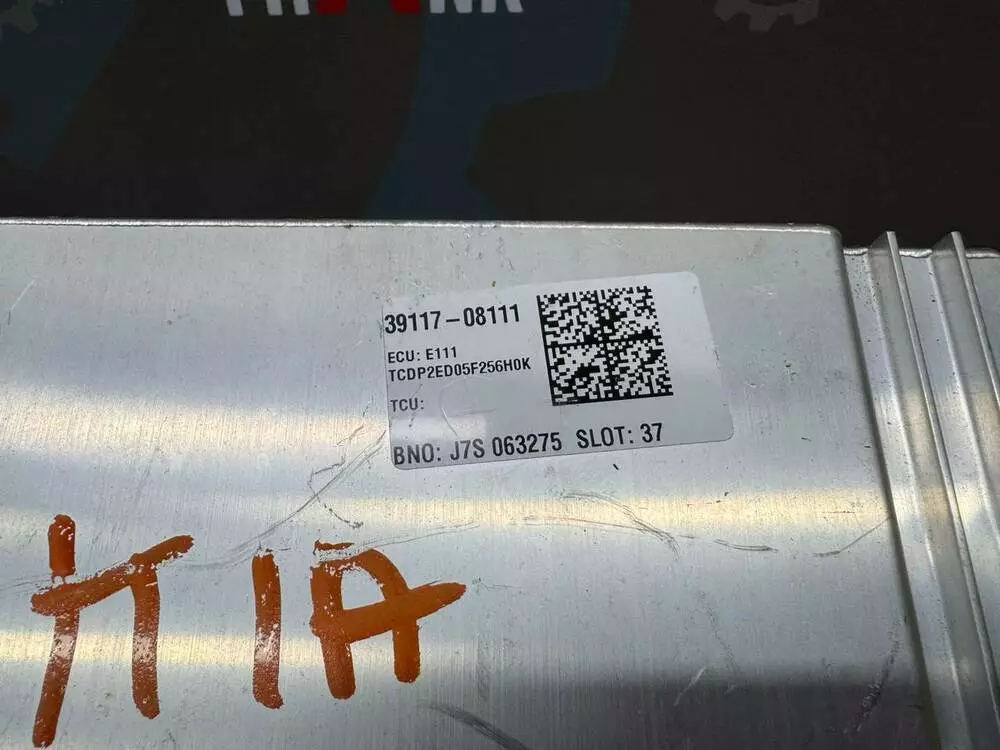 39117-08111
ECU: E111
TCDP2ED05F256H0K
TCU:
BNO: J7S 063275 SLOT: 37